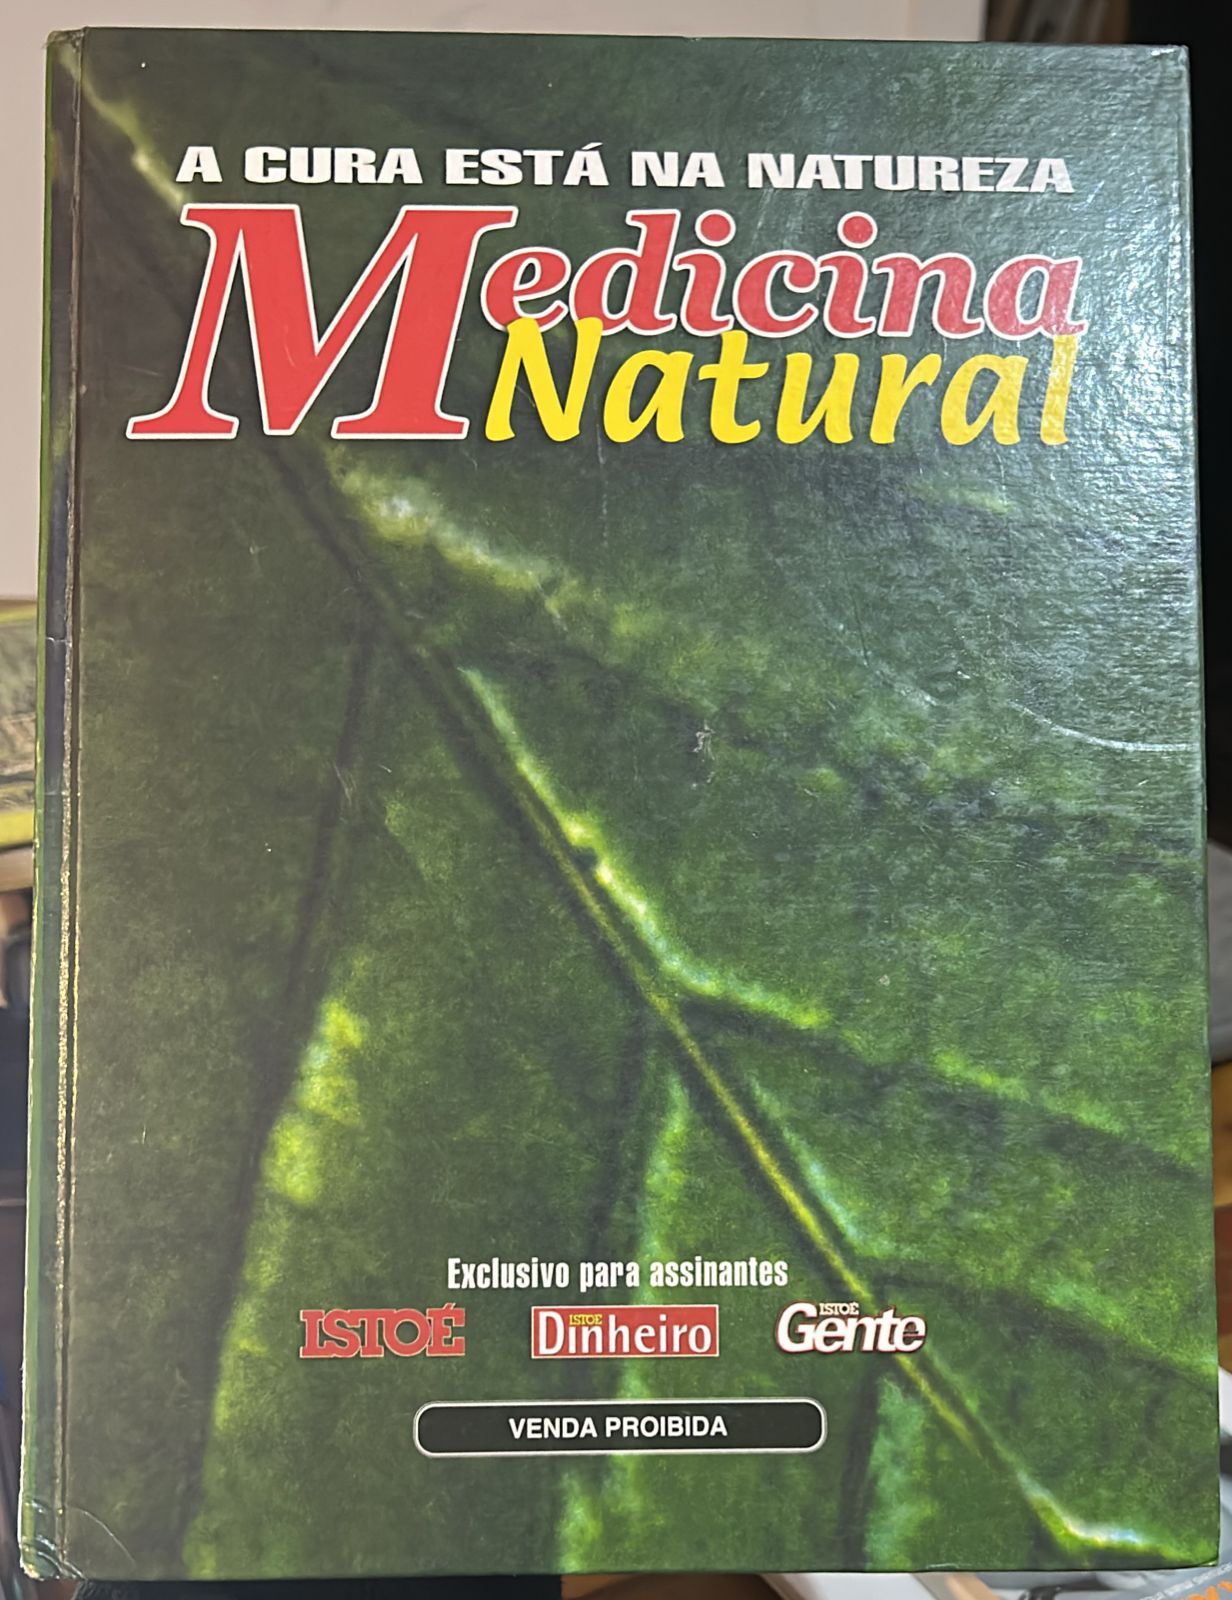 A CURA ESTÁ NA NATUREZA
Medicina
Natural
Exclusivo para assinantes
ISTOÉ
ISTOÉ
Dinheiro
ISTOÉ
Gente
VENDA PROIBIDA